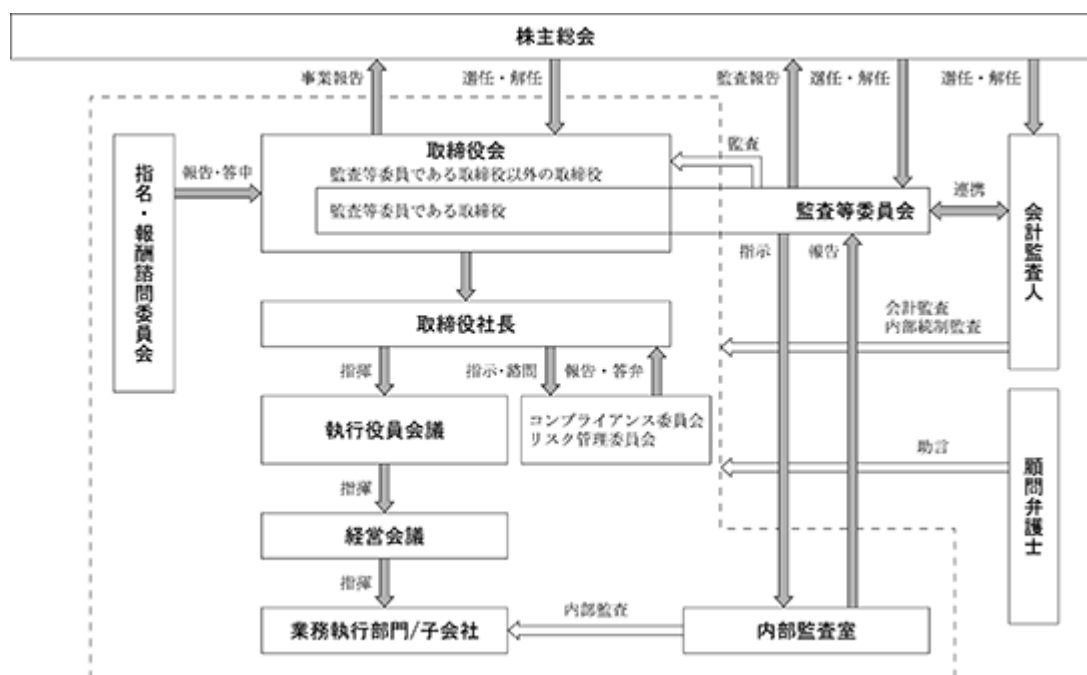 株主総会
事業報告
選任・解任
監査報告
選任・解任
選任・解任
指名・報酬諮問委員会
報告・答申
取締役会
監査等委員である取締役以外の取締役
監査等委員である取締役
監査
監査等委員会
連携
会計監査人
指示
報告
取締役社長
会計監査
内部統制監査
指揮
指示・諮問
報告・答弁
執行役員会議
コンプライアンス委員会
リスク管理委員会
助言
顧問弁護士
指揮
経営会議
指揮
業務執行部門/子会社
内部監査
内部監査室